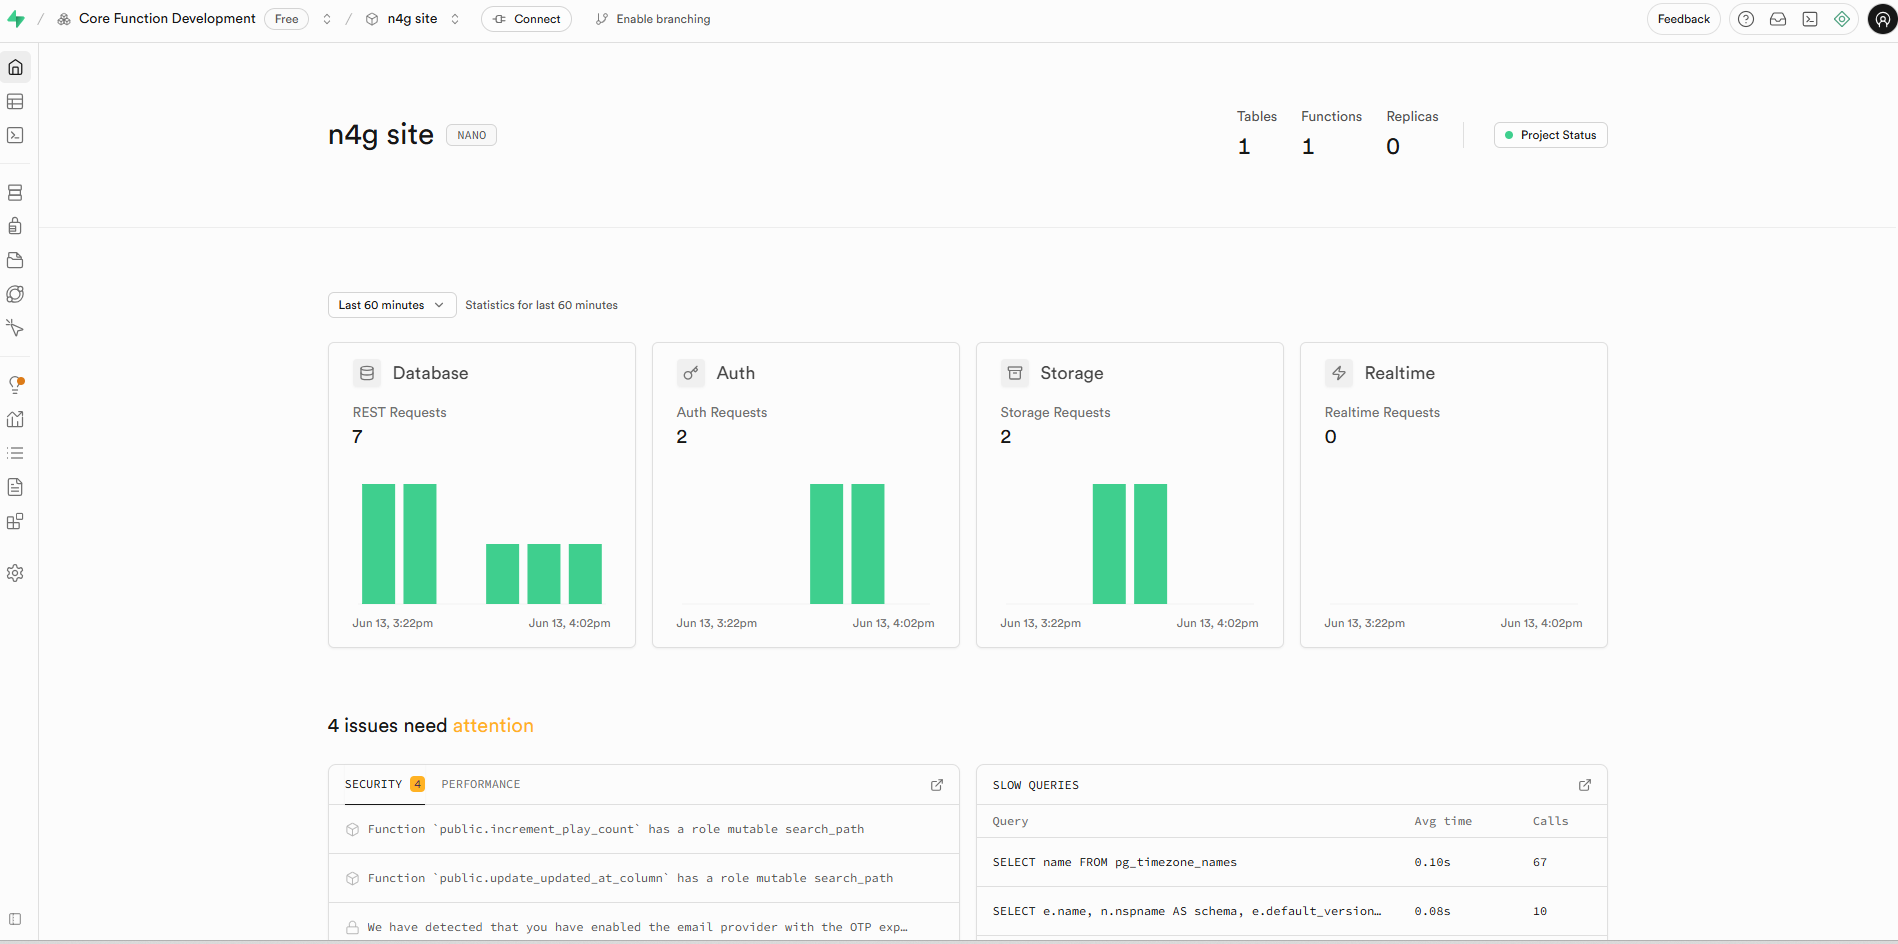 / Core Function Development Free / n4g site Connect Enable branching Feedback
n4g site NANO
Tables Functions Replicas
1 1 0
Project Status
Last 60 minutes Statistics for last 60 minutes
Database
REST Requests
7
Jun 13, 3:22pm Jun 13, 4:02pm
Auth
Auth Requests
2
Jun 13, 3:22pm Jun 13, 4:02pm
Storage
Storage Requests
2
Jun 13, 3:22pm Jun 13, 4:02pm
Realtime
Realtime Requests
0
Jun 13, 3:22pm Jun 13, 4:02pm
4 issues need attention
SECURITY 4 PERFORMANCE
Function `public.increment_play_count` has a role mutable search_path
Function `public.update_updated_at_column` has a role mutable search_path
We have detected that you have enabled the email provider with the OTP exp…
SLOW QUERIES
Query Avg time Calls
SELECT name FROM pg_timezone_names 0.10s 67
SELECT e.name, n.nspname AS schema, e.default_version… 0.08s 10